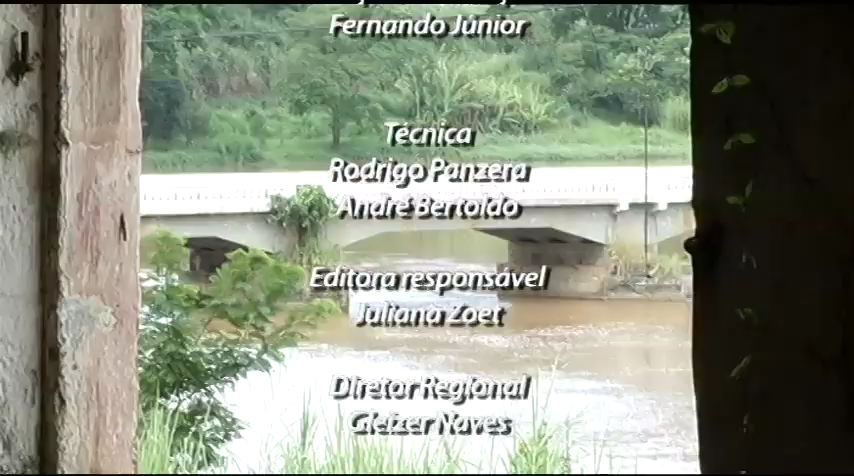 Fernando Júnior
Técnica
Rodrigo Panzera
André Bertoldo
Editora responsável
Juliana Zoet
Diretor Regional
Gleizer Naves